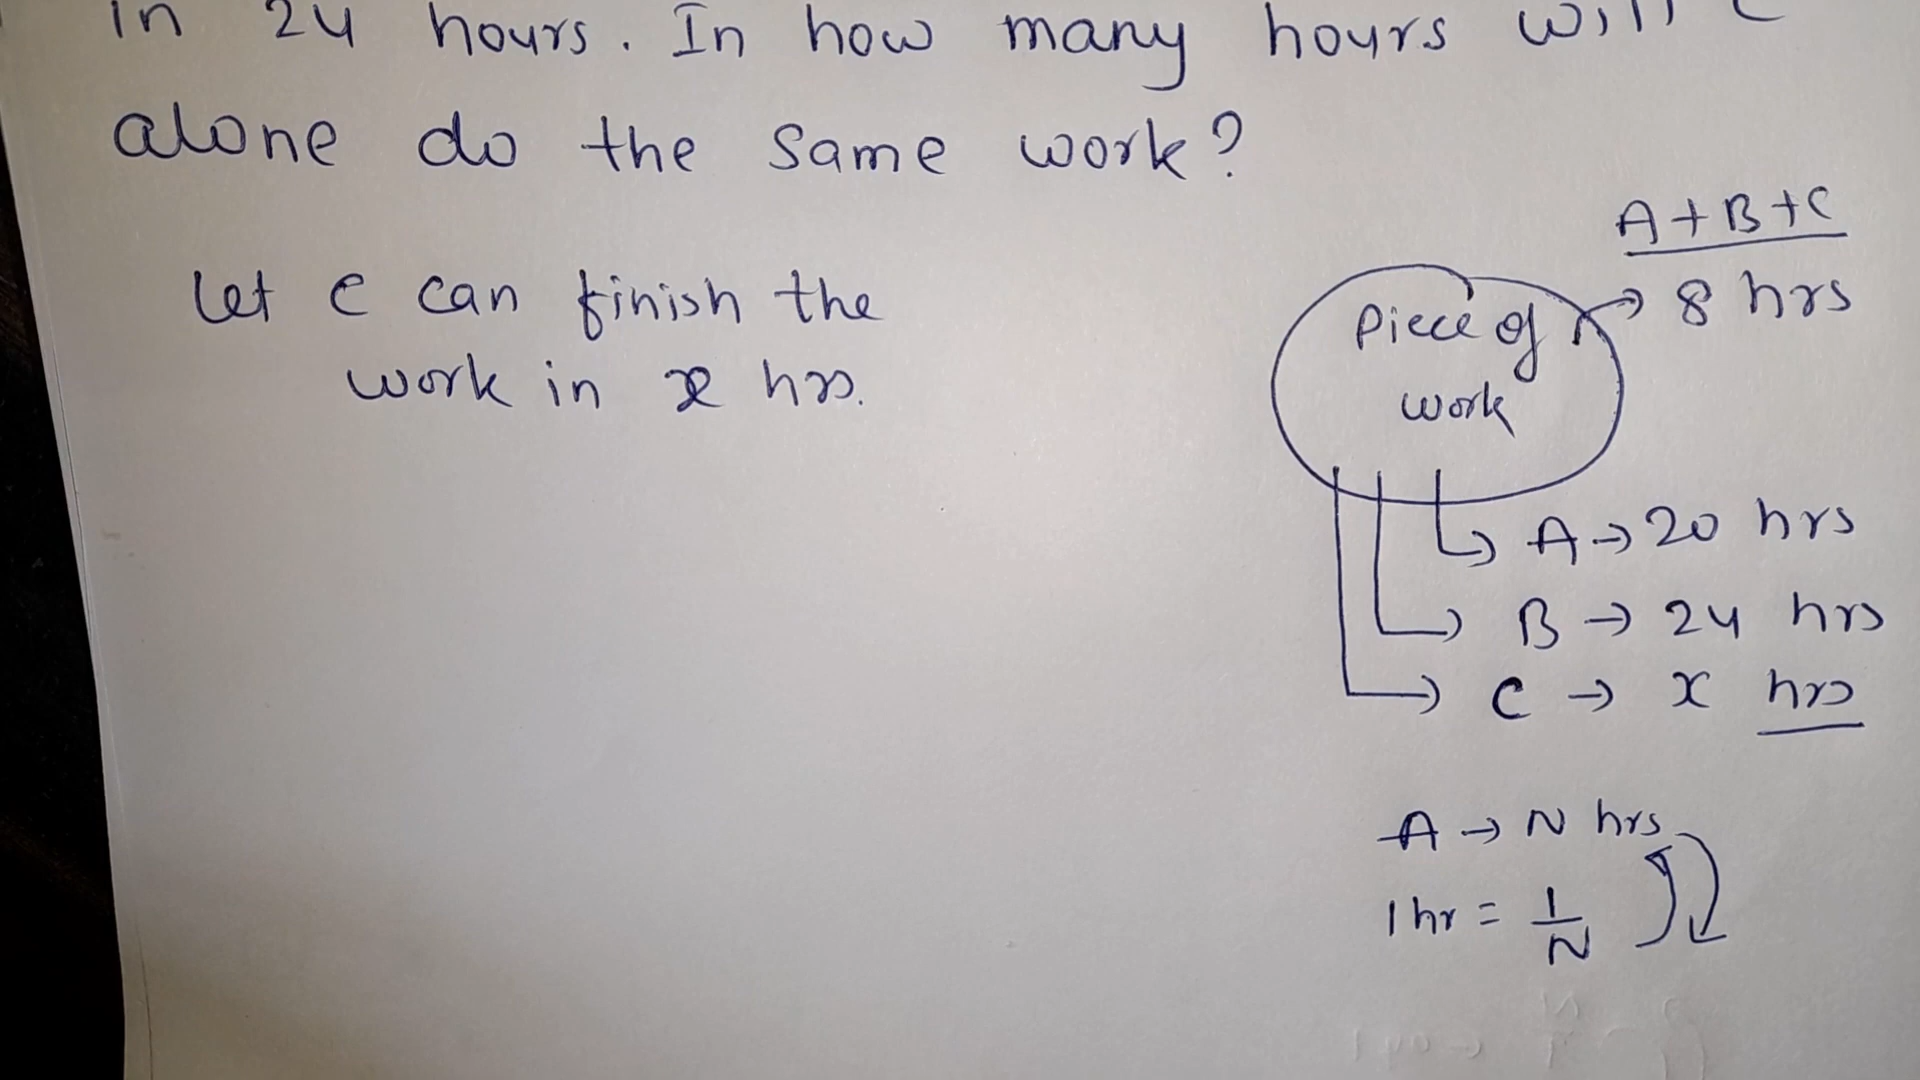 in 24 hours. In how many hours will C
alone do the same work?
Let C can finish the
work in x hrs.
A+B+C
8 hrs
Piece of
work
A → 20 hrs
B → 24 hrs
C → x hrs
A → N hrs
1 hr = 1/N